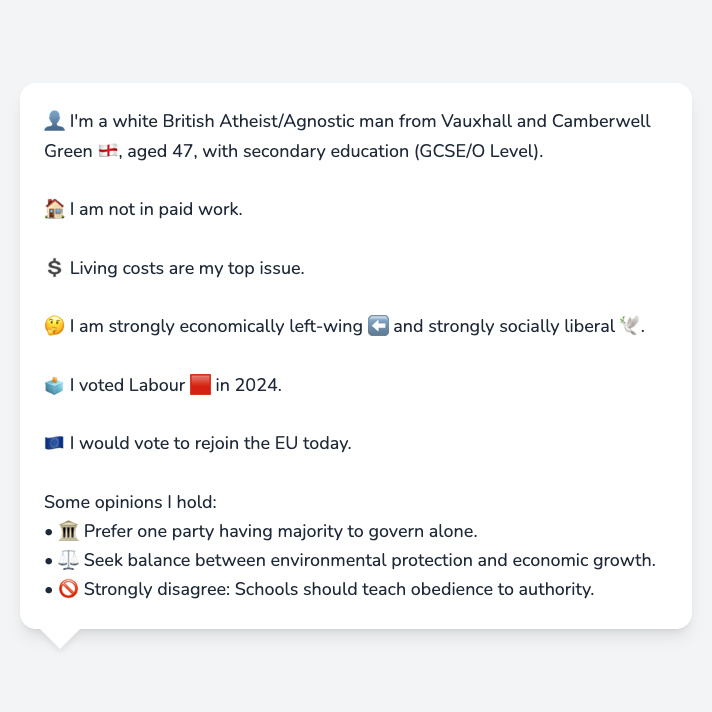 👤 I'm a white British Atheist/Agnostic man from Vauxhall and Camberwell
Green 🏴󠁧󠁢󠁥󠁮󠁧󠁿, aged 47, with secondary education (GCSE/O Level).
🏠 I am not in paid work.
💲 Living costs are my top issue.
🤔 I am strongly economically left-wing ⬅️ and strongly socially liberal 🕊️.
🗳️ I voted Labour 🟥 in 2024.
🇪🇺 I would vote to rejoin the EU today.
Some opinions I hold:
• 🏛️ Prefer one party having majority to govern alone.
• ⚖️ Seek balance between environmental protection and economic growth.
• 🚫 Strongly disagree: Schools should teach obedience to authority.